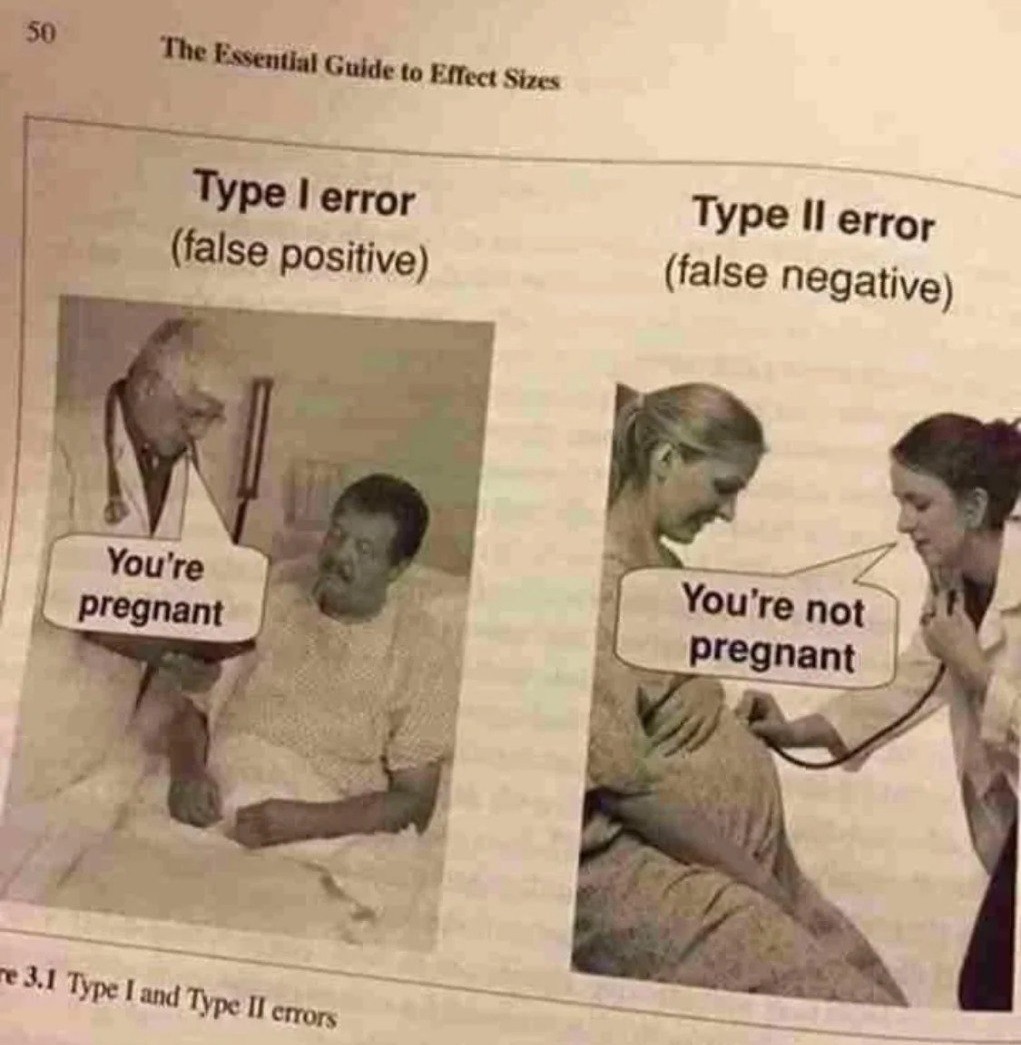 50
The Essential Guide to Effect Sizes
Type I error
(false positive)
Type II error
(false negative)
You're
pregnant
You're not
pregnant
re 3.1 Type I and Type II errors